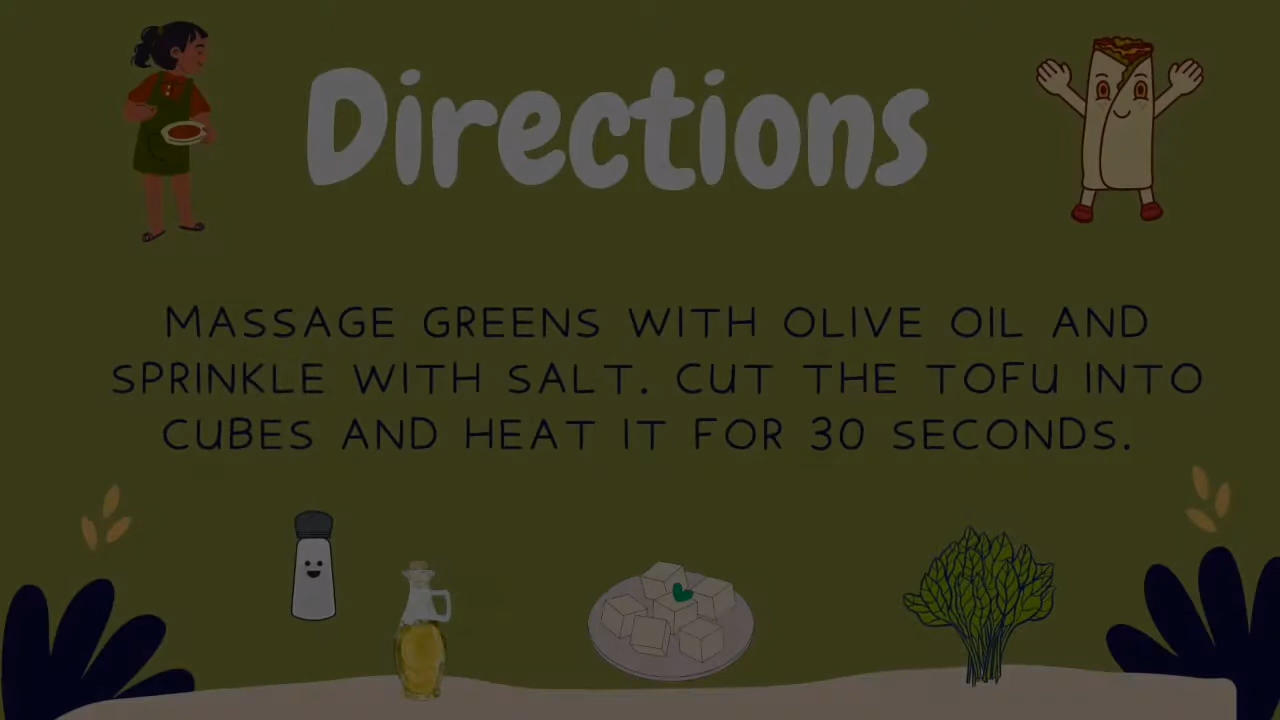 Directions
MASSAGE GREENS WITH OLIVE OIL AND
SPRINKLE WITH SALT. CUT THE TOFU INTO
CUBES AND HEAT IT FOR 30 SECONDS.